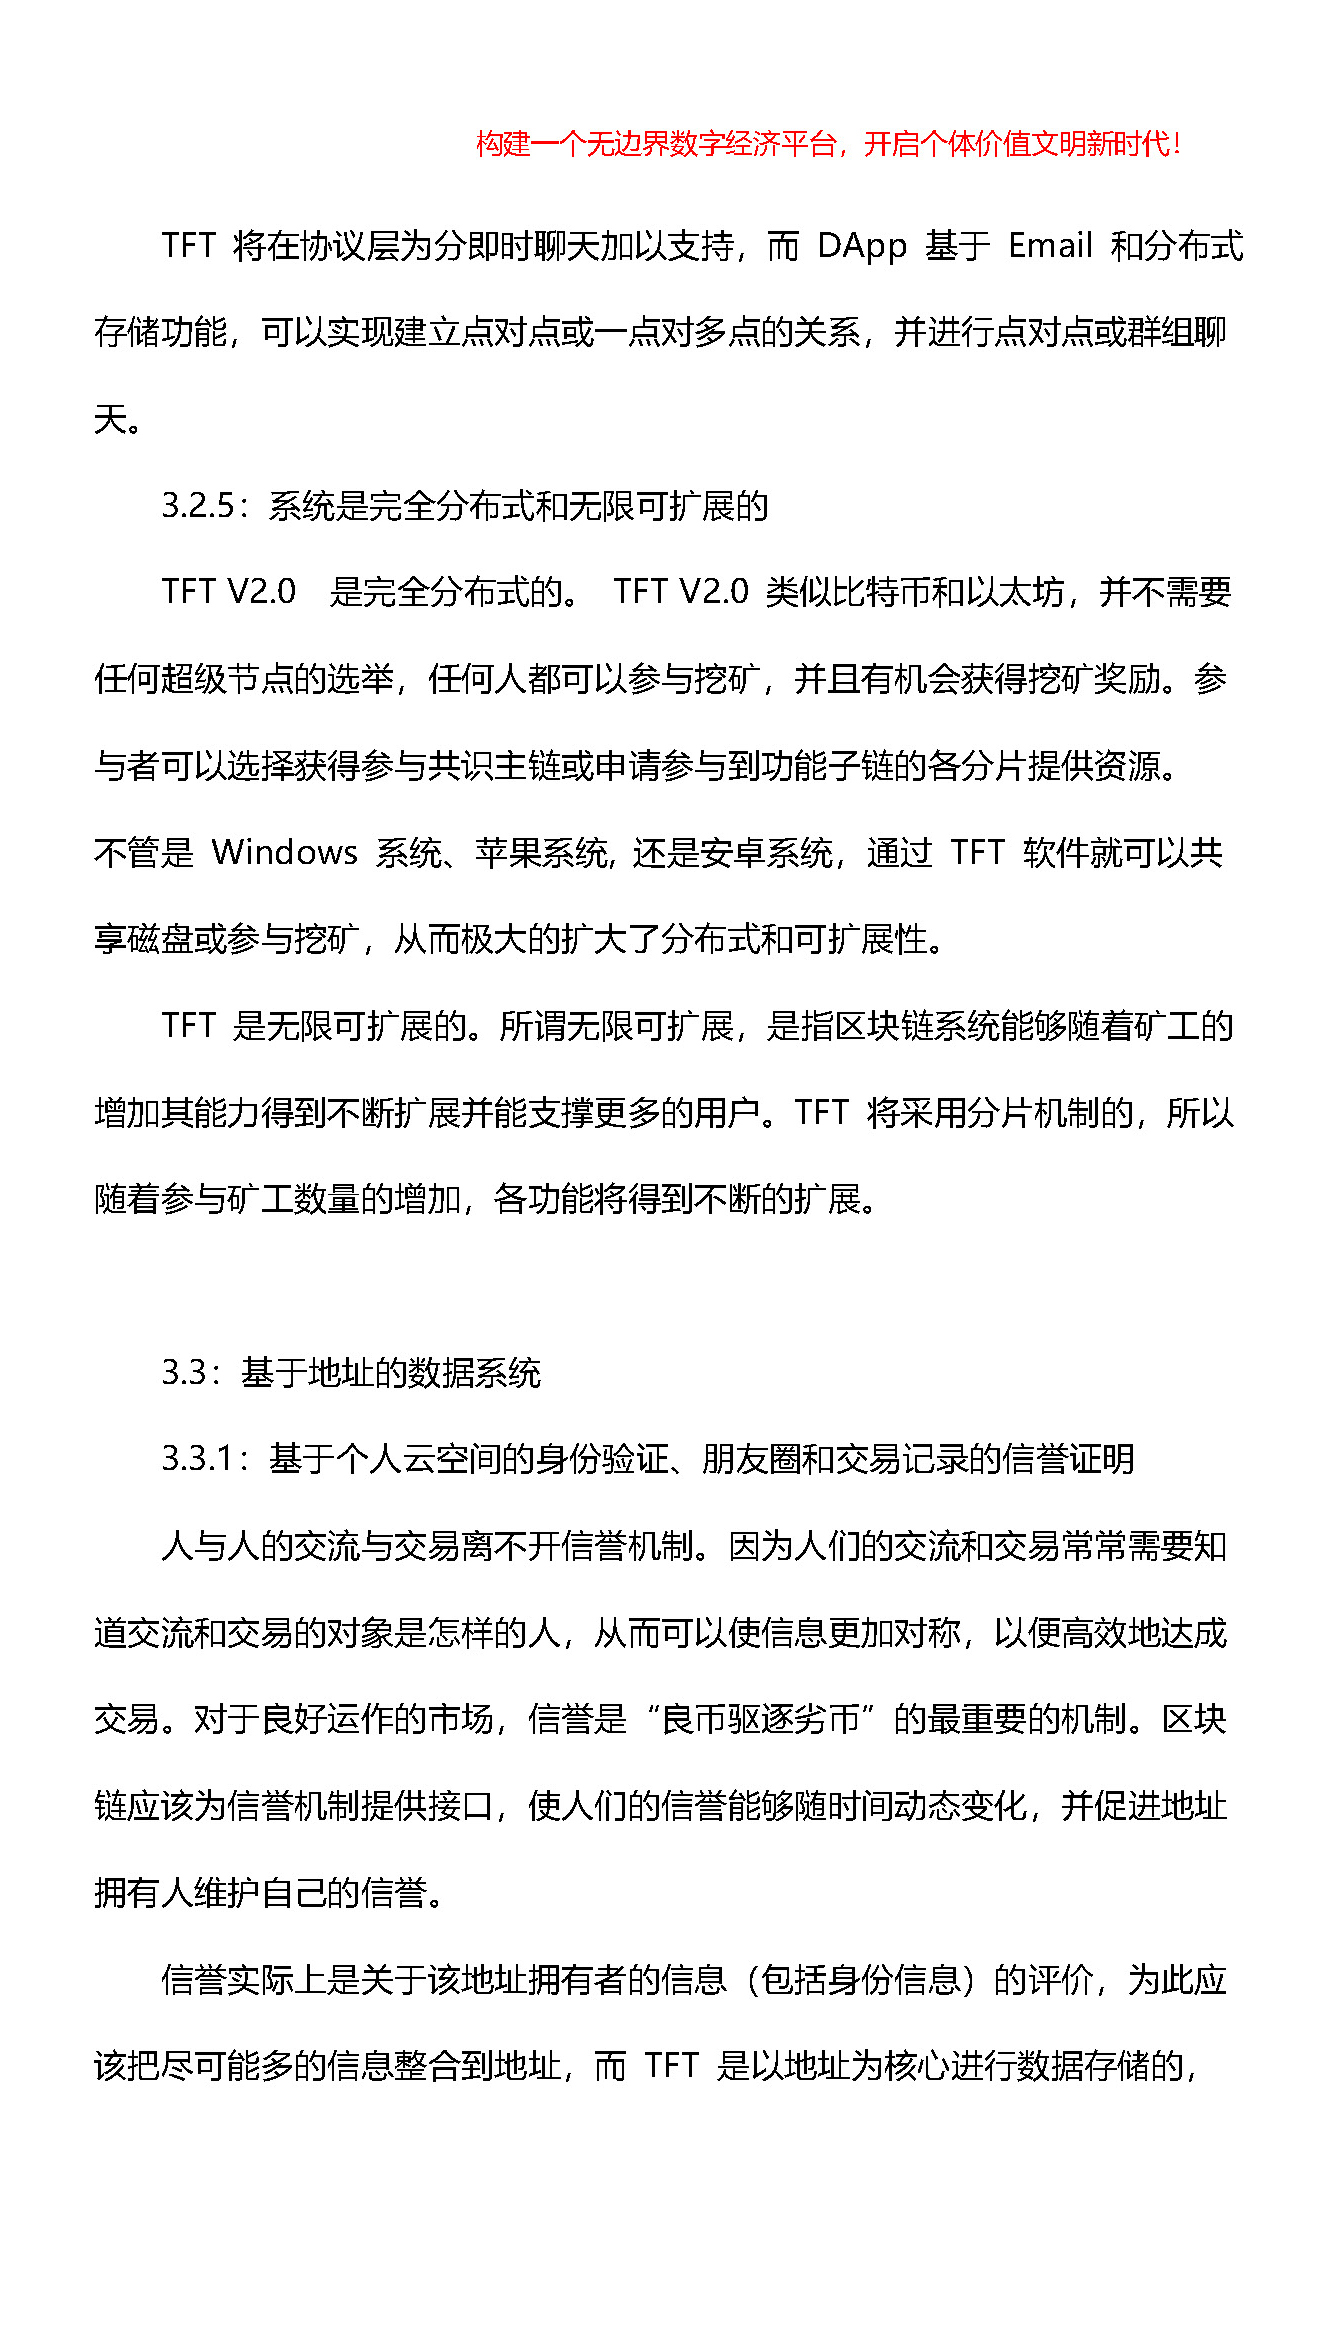 构建一个无边界数字经济平台，开启个体价值文明新时代！
TFT 将在协议层为分即时聊天加以支持，而 DApp 基于 Email 和分布式
存储功能，可以实现建立点对点或一点对多点的关系，并进行点对点或群组聊
天。
3.2.5：系统是完全分布式和无限可扩展的
TFT V2.0 是完全分布式的。 TFT V2.0 类似比特币和以太坊，并不需要
任何超级节点的选举，任何人都可以参与挖矿，并且有机会获得挖矿奖励。参
与者可以选择获得参与共识主链或申请参与到功能子链的各分片提供资源。
不管是 Windows 系统、苹果系统, 还是安卓系统，通过 TFT 软件就可以共
享磁盘或参与挖矿，从而极大的扩大了分布式和可扩展性。
TFT 是无限可扩展的。所谓无限可扩展，是指区块链系统能够随着矿工的
增加其能力得到不断扩展并能支撑更多的用户。TFT 将采用分片机制的，所以
随着参与矿工数量的增加，各功能将得到不断的扩展。
3.3：基于地址的数据系统
3.3.1：基于个人云空间的身份验证、朋友圈和交易记录的信誉证明
人与人的交流与交易离不开信誉机制。因为人们的交流和交易常常需要知
道交流和交易的对象是怎样的人，从而可以使信息更加对称，以便高效地达成
交易。对于良好运作的市场，信誉是“良币驱逐劣币”的最重要的机制。区块
链应该为信誉机制提供接口，使人们的信誉能够随时间动态变化，并促进地址
拥有人维护自己的信誉。
信誉实际上是关于该地址拥有者的信息（包括身份信息）的评价，为此应
该把尽可能多的信息整合到地址，而 TFT 是以地址为核心进行数据存储的，